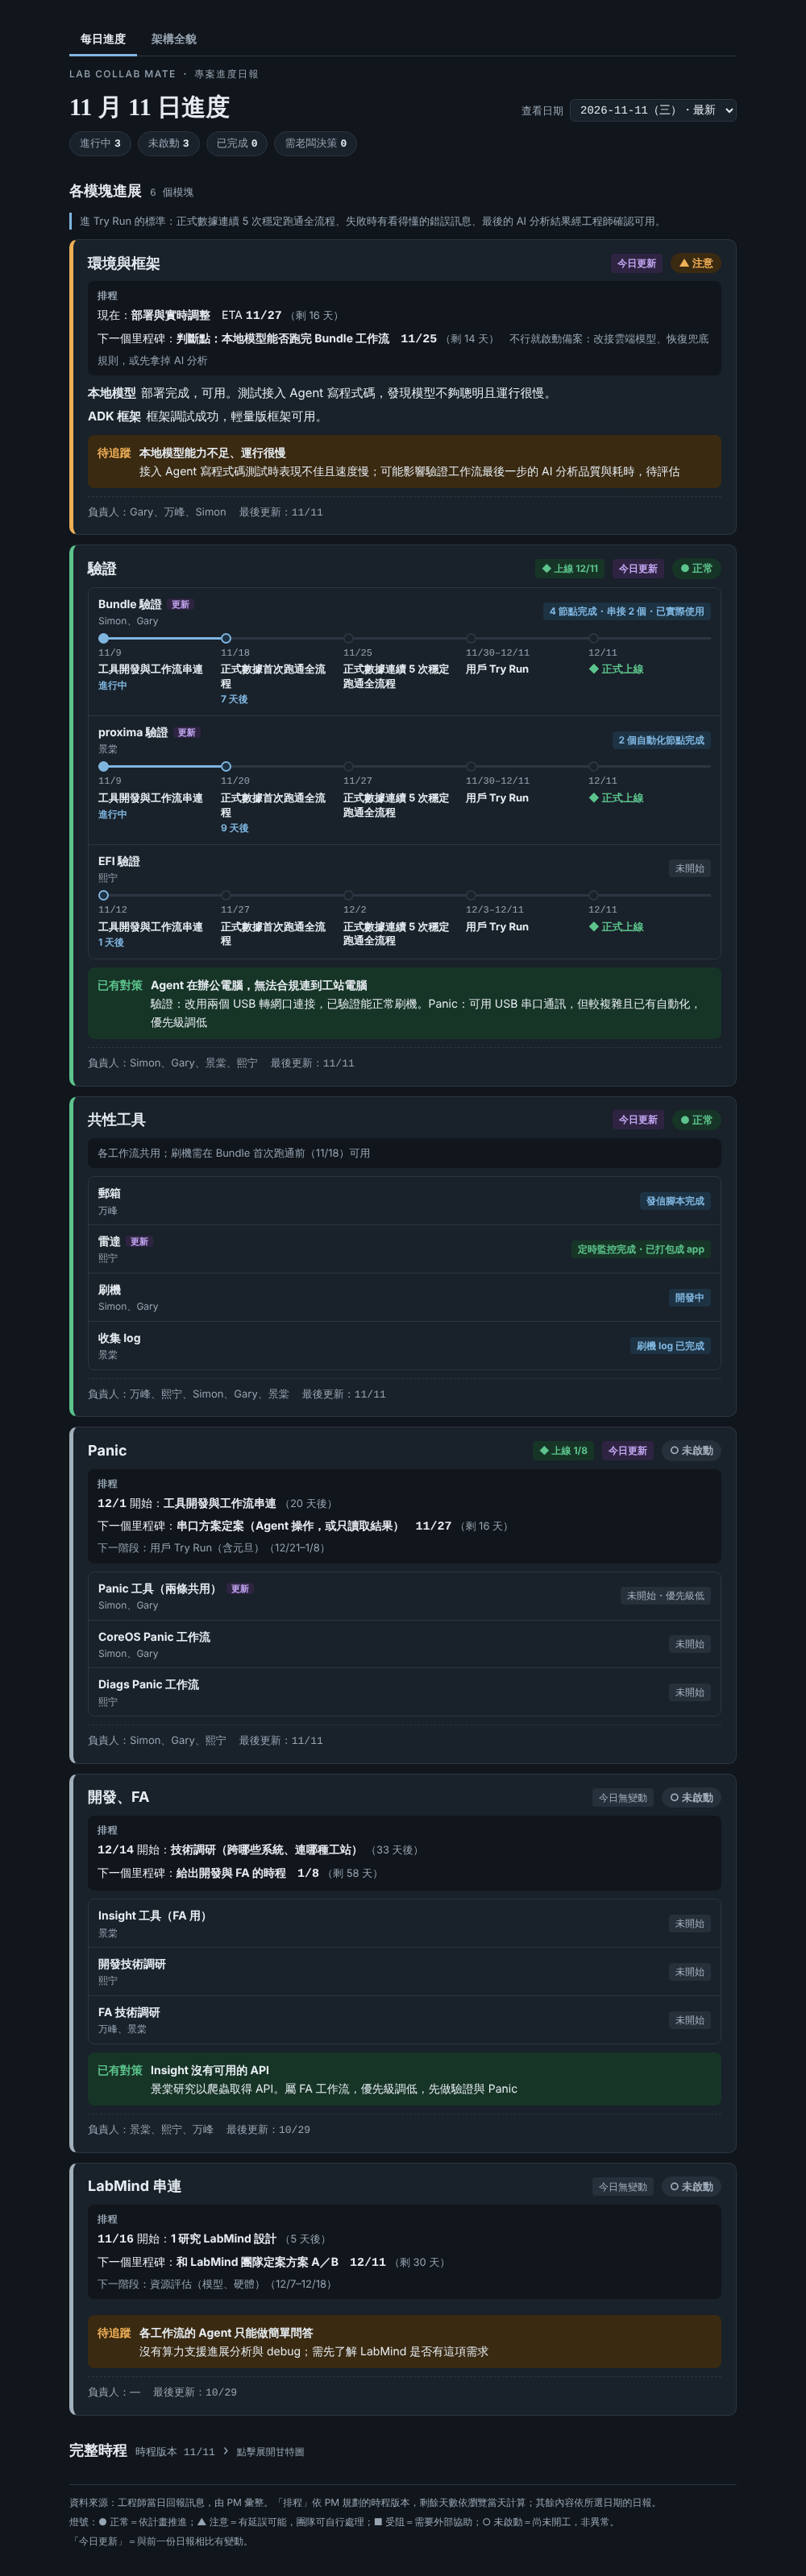 每日進度 架構全貌
LAB COLLAB MATE · 專案進度日報
11 月 11 日進度
查看日期 2026-11-11（三）・最新
進行中 3 未啟動 3 已完成 0 需老闆決策 0
各模塊進展 6 個模塊
進 Try Run 的標準：正式數據連續 5 次穩定跑通全流程、失敗時有看得懂的錯誤訊息、最後的 AI 分析結果經工程師確認可用。
環境與框架 今日更新 ▲ 注意
排程
現在：部署與實時調整 ETA 11/27（剩 16 天）
下一個里程碑：判斷點：本地模型能否跑完 Bundle 工作流 11/25（剩 14 天） 不行就啟動備案：改接雲端模型、恢復兜底
規則，或先拿掉 AI 分析
本地模型 部署完成，可用。測試接入 Agent 寫程式碼，發現模型不夠聰明且運行很慢。
ADK 框架 框架調試成功，輕量版框架可用。
待追蹤 本地模型能力不足、運行很慢
接入 Agent 寫程式碼測試時表現不佳且速度慢；可能影響驗證工作流最後一步的 AI 分析品質與耗時，待評估
負責人：Gary、万峰、Simon 最後更新：11/11
驗證 ◆ 上線 12/11 今日更新 ● 正常
Bundle 驗證 更新 4 節點完成・串接 2 個・已實際使用
Simon、Gary
11/9 11/18 11/25 11/30–12/11 12/11
工具開發與工作流串連 正式數據首次跑通全流 正式數據連續 5 次穩定 用戶 Try Run ◆ 正式上線
進行中 程 跑通全流程
7 天後
proxima 驗證 更新 2 個自動化節點完成
景棠
11/9 11/20 11/27 11/30–12/11 12/11
工具開發與工作流串連 正式數據首次跑通全流 正式數據連續 5 次穩定 用戶 Try Run ◆ 正式上線
進行中 程 跑通全流程
9 天後
EFI 驗證 未開始
熙宁
11/12 11/27 12/2 12/3–12/11 12/11
工具開發與工作流串連 正式數據首次跑通全流 正式數據連續 5 次穩定 用戶 Try Run ◆ 正式上線
1 天後 程 跑通全流程
已有對策 Agent 在辦公電腦，無法合規連到工站電腦
驗證：改用兩個 USB 轉網口連接，已驗證能正常刷機。Panic：可用 USB 串口通訊，但較複雜且已有自動化，
優先級調低
負責人：Simon、Gary、景棠、熙宁 最後更新：11/11
共性工具 今日更新 ● 正常
各工作流共用；刷機需在 Bundle 首次跑通前（11/18）可用
郵箱 發信腳本完成
万峰
雷達 更新 定時監控完成・已打包成 app
熙宁
刷機 開發中
Simon、Gary
收集 log 刷機 log 已完成
景棠
負責人：万峰、熙宁、Simon、Gary、景棠 最後更新：11/11
Panic ◆ 上線 1/8 今日更新 ○ 未啟動
排程
12/1 開始：工具開發與工作流串連（20 天後）
下一個里程碑：串口方案定案（Agent 操作，或只讀取結果） 11/27（剩 16 天）
下一階段：用戶 Try Run（含元旦）（12/21–1/8）
Panic 工具（兩條共用） 更新 未開始・優先級低
Simon、Gary
CoreOS Panic 工作流 未開始
Simon、Gary
Diags Panic 工作流 未開始
熙宁
負責人：Simon、Gary、熙宁 最後更新：11/11
開發、FA 今日無變動 ○ 未啟動
排程
12/14 開始：技術調研（跨哪些系統、連哪種工站）（33 天後）
下一個里程碑：給出開發與 FA 的時程 1/8（剩 58 天）
Insight 工具（FA 用） 未開始
景棠
開發技術調研 未開始
熙宁
FA 技術調研 未開始
万峰、景棠
已有對策 Insight 沒有可用的 API
景棠研究以爬蟲取得 API。屬 FA 工作流，優先級調低，先做驗證與 Panic
負責人：景棠、熙宁、万峰 最後更新：10/29
LabMind 串連 今日無變動 ○ 未啟動
排程
11/16 開始：1 研究 LabMind 設計（5 天後）
下一個里程碑：和 LabMind 團隊定案方案 A／B 12/11（剩 30 天）
下一階段：資源評估（模型、硬體）（12/7–12/18）
待追蹤 各工作流的 Agent 只能做簡單問答
沒有算力支援進展分析與 debug；需先了解 LabMind 是否有這項需求
負責人：— 最後更新：10/29
完整時程 時程版本 11/11 › 點擊展開甘特圖
資料來源：工程師當日回報訊息，由 PM 彙整。「排程」依 PM 規劃的時程版本，剩餘天數依瀏覽當天計算；其餘內容依所選日期的日報。
燈號：● 正常＝依計畫推進；▲ 注意＝有延誤可能，團隊可自行處理；■ 受阻＝需要外部協助；○ 未啟動＝尚未開工，非異常。
「今日更新」＝與前一份日報相比有變動。